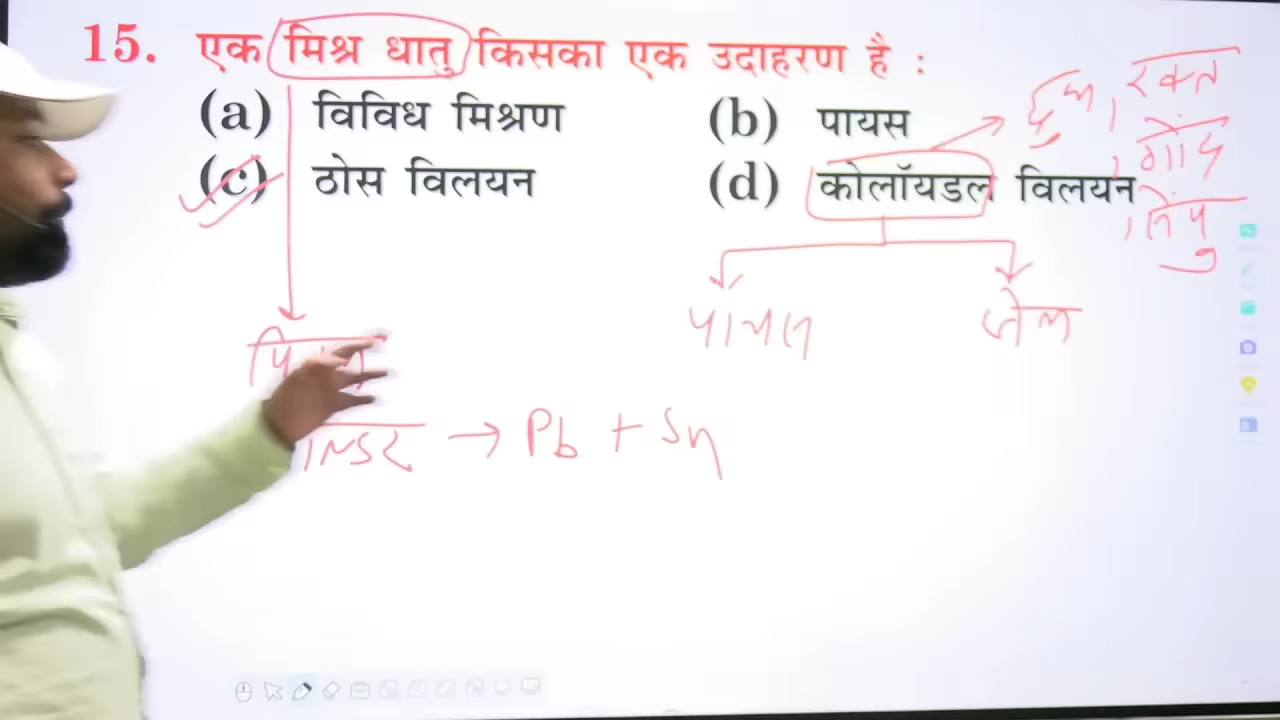 15. एक मिश्र धातु किसका एक उदाहरण है :
(a) विविध मिश्रण (b) पायस
(c) ठोस विलयन (d) कोलॉयडल विलयन
रक्त
गोंद
पायस जेल
→ Pb + Sn